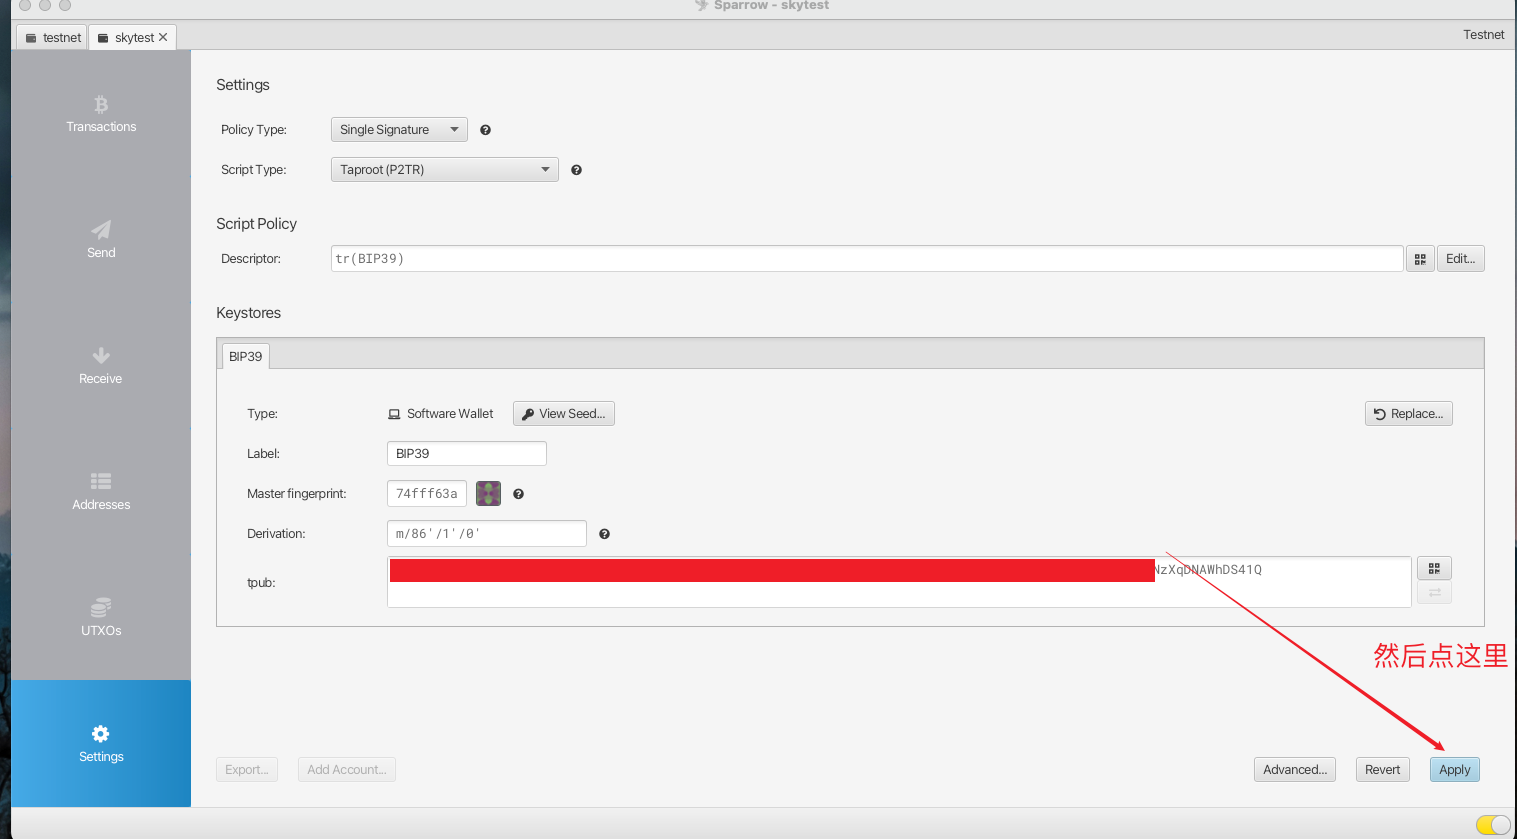 Sparrow - skytest
testnet
skytest
Testnet
Transactions
Send
Receive
Addresses
UTXOs
Settings
Settings
Policy Type:
Single Signature
Script Type:
Taproot (P2TR)
Script Policy
Descriptor:
tr(BIP39)
Edit...
Keystores
BIP39
Type:
Software Wallet
View Seed...
Replace...
Label:
BIP39
Master fingerprint:
74fff63a
Derivation:
m/86'/1'/0'
tpub:
NzXqDNAWhDS41Q
然后点这里
Export...
Add Account...
Advanced...
Revert
Apply